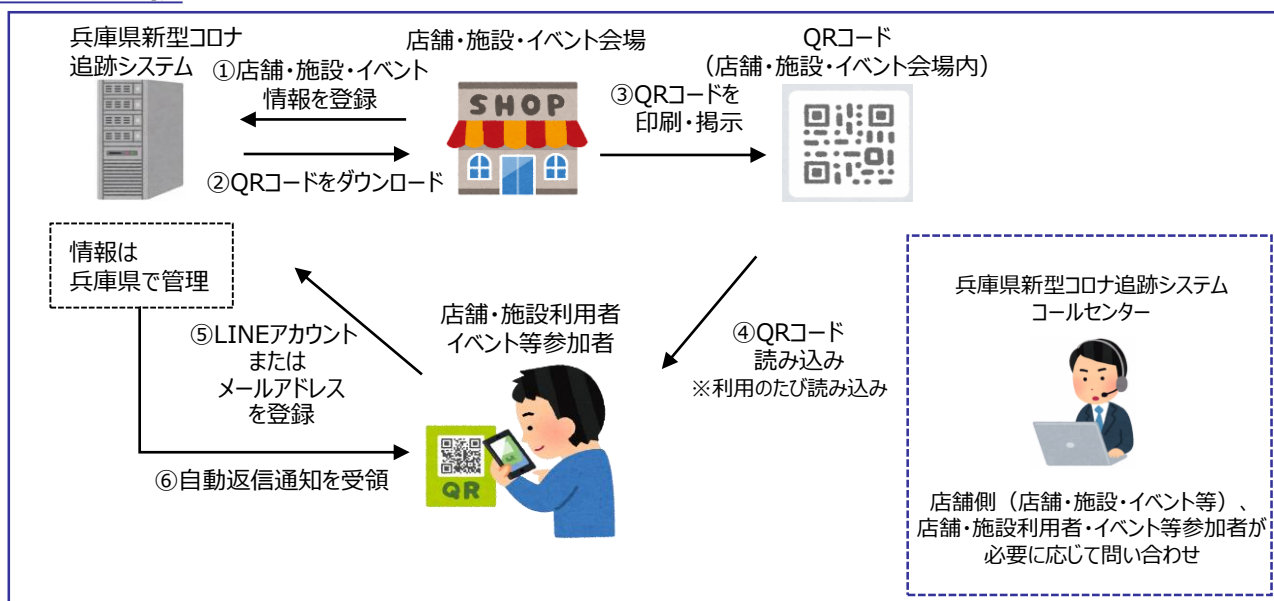 兵庫県新型コロナ
追跡システム
①店舗・施設・イベント
情報を登録
②QRコードをダウンロード
店舗・施設・イベント会場
SHOP
③QRコードを
印刷・掲示
QRコード
（店舗・施設・イベント会場内）
④QRコード
読み込み
※利用のたび読み込み
店舗・施設利用者
イベント等参加者
QR
⑤LINEアカウント
または
メールアドレス
を登録
情報は
兵庫県で管理
⑥自動返信通知を受領
兵庫県新型コロナ追跡システム
コールセンター
店舗側（店舗・施設・イベント等）、
店舗・施設利用者・イベント等参加者が
必要に応じて問い合わせ